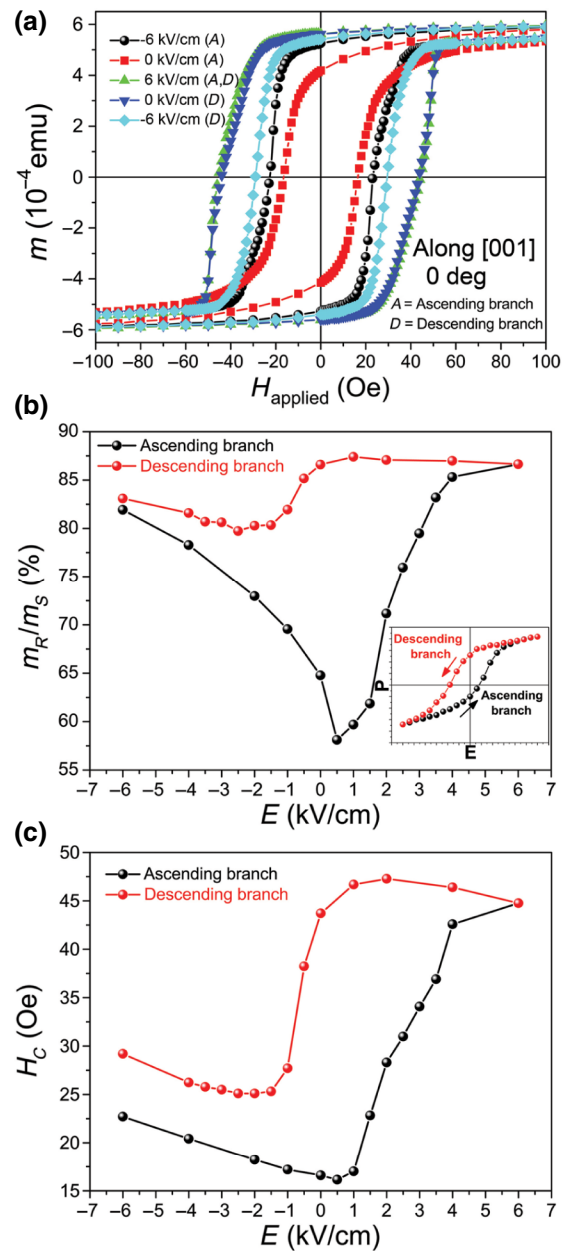 (a)
-6 kV/cm (A)
0 kV/cm (A)
6 kV/cm (A,D)
0 kV/cm (D)
-6 kV/cm (D)
6
4
2
0
−2
−4
−6
m (10⁻⁴ emu)
Along [001]
0 deg
A = Ascending branch
D = Descending branch
−100 −80 −60 −40 −20 0 20 40 60 80 100
H_applied (Oe)
(b)
90
85
80
75
70
65
60
55
m_R/m_S (%)
Ascending branch
Descending branch
Descending
branch
P
Ascending
branch
E
−7 −6 −5 −4 −3 −2 −1 0 1 2 3 4 5 6 7
E (kV/cm)
(c)
50
45
40
35
30
25
20
15
H_C (Oe)
Ascending branch
Descending branch
−7 −6 −5 −4 −3 −2 −1 0 1 2 3 4 5 6 7
E (kV/cm)